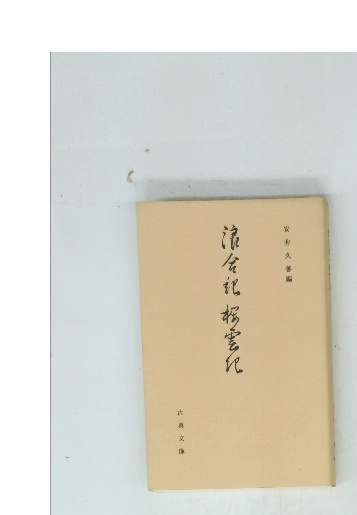 安井久善編
浪合記 桜雲記
古典文庫